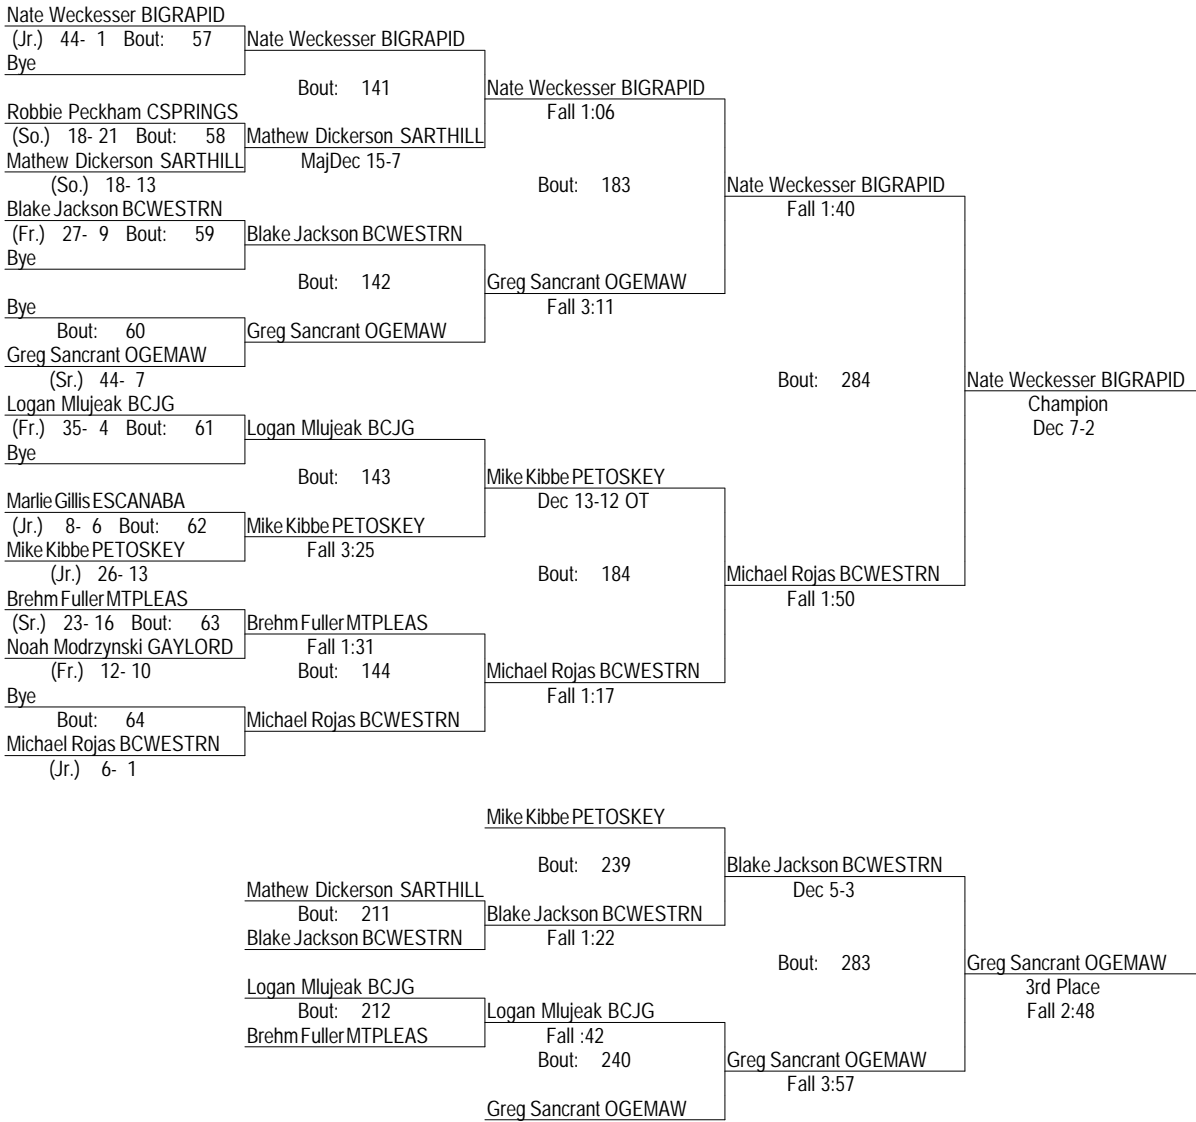 Nate Weckesser BIGRAPID
(Jr.) 44- 1 Bout: 57
Bye
Nate Weckesser BIGRAPID
Bout: 141
Robbie Peckham CSPRINGS
(So.) 18- 21 Bout: 58
Mathew Dickerson SARTHILL
(So.) 18- 13
Mathew Dickerson SARTHILL
MajDec 15-7
Nate Weckesser BIGRAPID
Fall 1:06
Bout: 183
Blake Jackson BCWESTRN
(Fr.) 27- 9 Bout: 59
Bye
Blake Jackson BCWESTRN
Bout: 142
Bye
Bout: 60
Greg Sancrant OGEMAW
(Sr.) 44- 7
Greg Sancrant OGEMAW
Greg Sancrant OGEMAW
Fall 3:11
Nate Weckesser BIGRAPID
Fall 1:40
Bout: 284
Nate Weckesser BIGRAPID
Champion
Dec 7-2
Logan Mlujeak BCJG
(Fr.) 35- 4 Bout: 61
Bye
Logan Mlujeak BCJG
Bout: 143
Marlie Gillis ESCANABA
(Jr.) 8- 6 Bout: 62
Mike Kibbe PETOSKEY
(Jr.) 26- 13
Mike Kibbe PETOSKEY
Fall 3:25
Mike Kibbe PETOSKEY
Dec 13-12 OT
Bout: 184
Brehm Fuller MTPLEAS
(Sr.) 23- 16 Bout: 63
Noah Modrzynski GAYLORD
(Fr.) 12- 10
Brehm Fuller MTPLEAS
Fall 1:31
Bout: 144
Bye
Bout: 64
Michael Rojas BCWESTRN
(Jr.) 6- 1
Michael Rojas BCWESTRN
Michael Rojas BCWESTRN
Fall 1:17
Michael Rojas BCWESTRN
Fall 1:50
Mike Kibbe PETOSKEY
Bout: 239
Mathew Dickerson SARTHILL
Bout: 211
Blake Jackson BCWESTRN
Blake Jackson BCWESTRN
Fall 1:22
Blake Jackson BCWESTRN
Dec 5-3
Bout: 283
Logan Mlujeak BCJG
Bout: 212
Brehm Fuller MTPLEAS
Logan Mlujeak BCJG
Fall :42
Bout: 240
Greg Sancrant OGEMAW
Greg Sancrant OGEMAW
Fall 3:57
Greg Sancrant OGEMAW
3rd Place
Fall 2:48